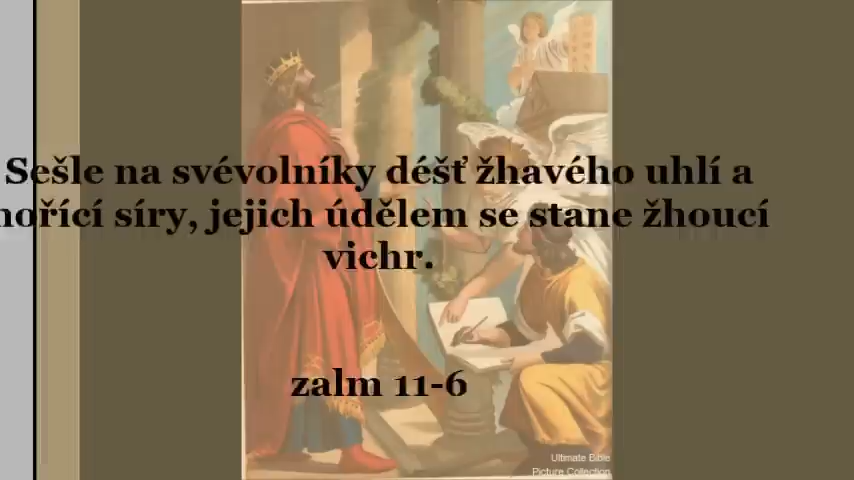 Sešle na svévolníky déšť žhavého uhlí a
hořící síry, jejich údělem se stane žhoucí
vichr.
zalm 11-6
Ultimate Bible
Picture Collection